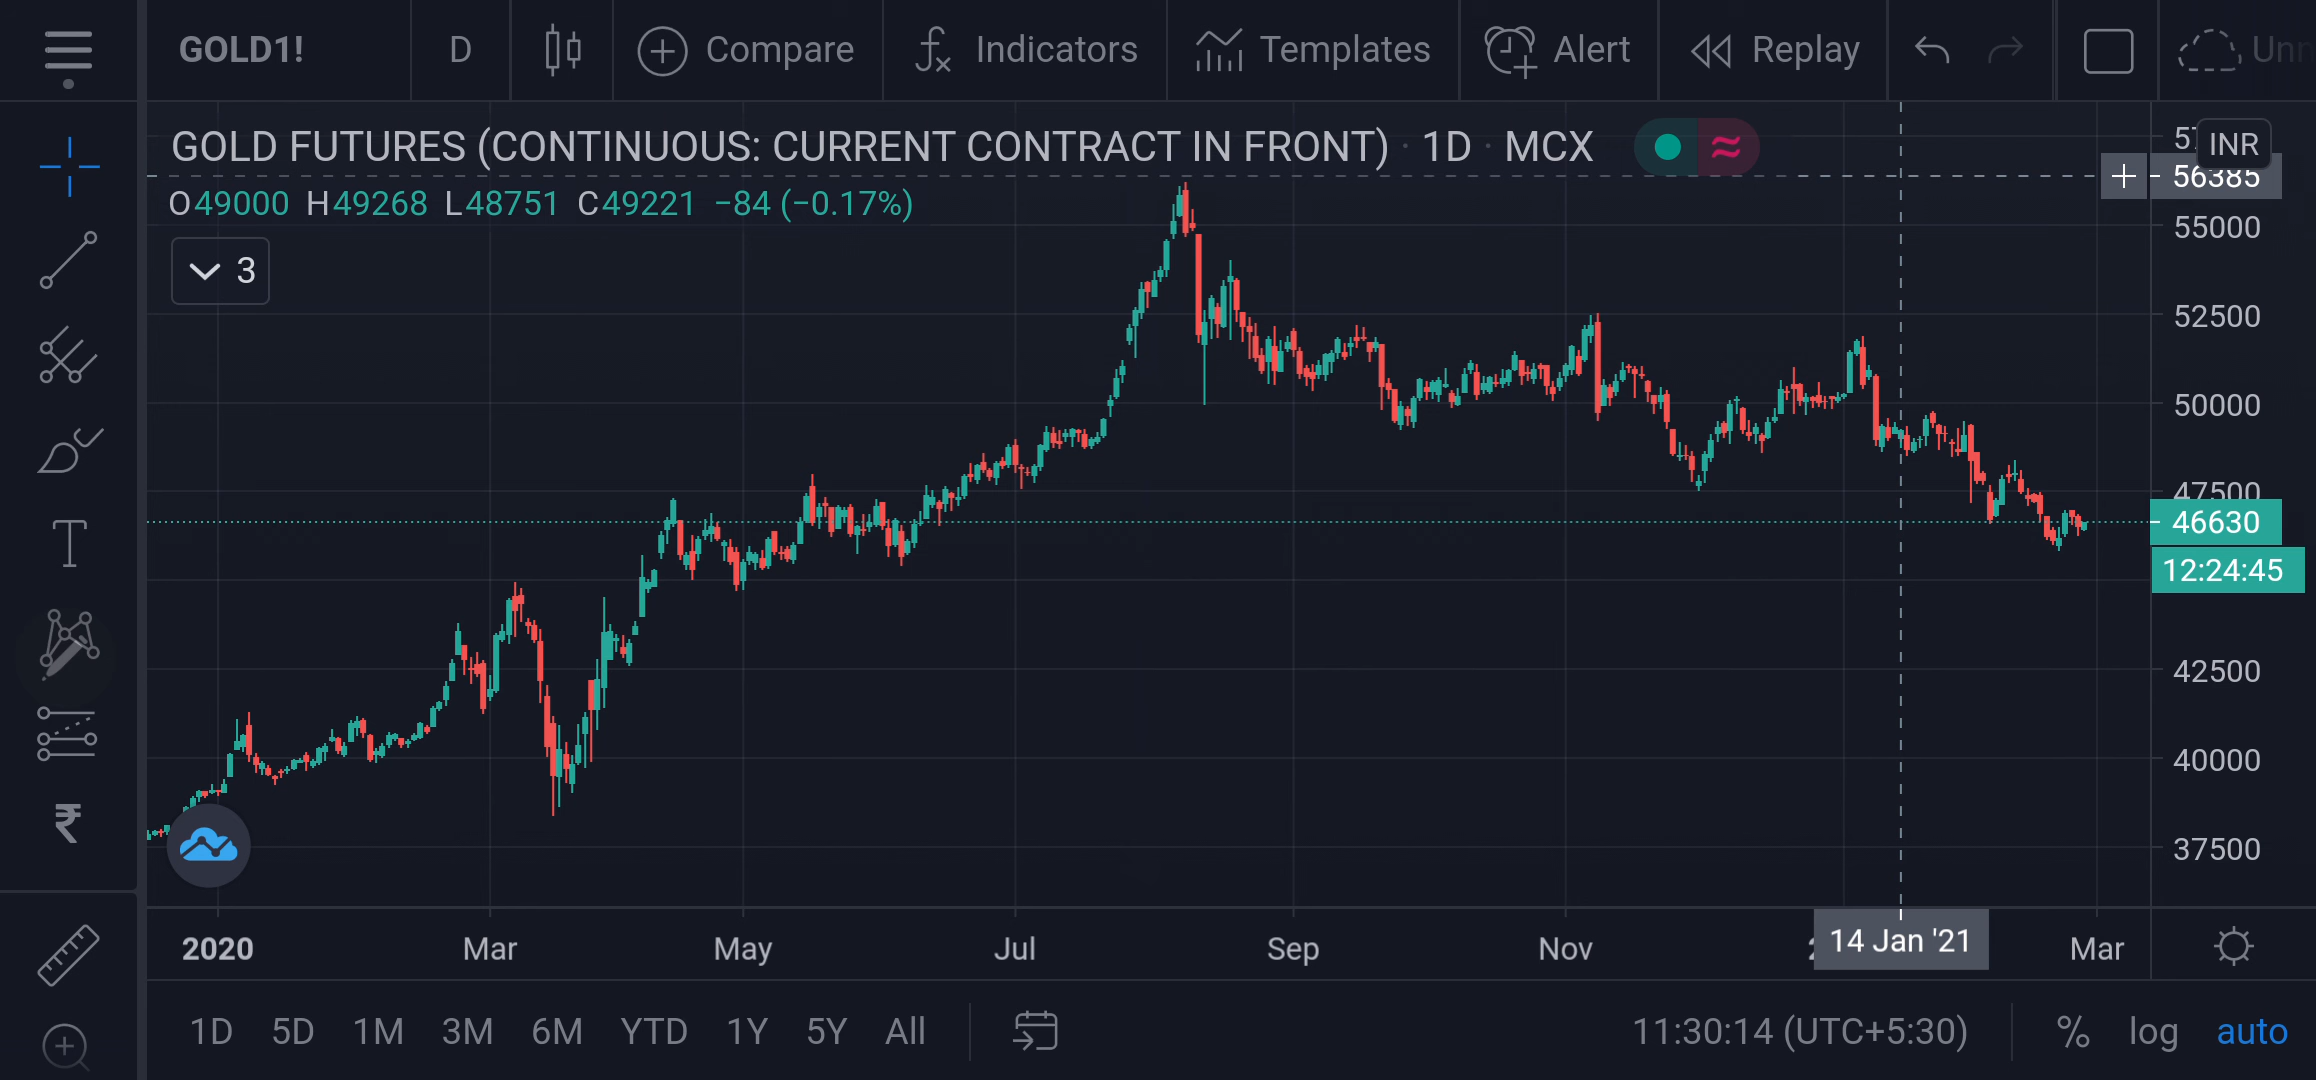 GOLD1! D Compare Indicators Templates Alert Replay
GOLD FUTURES (CONTINUOUS: CURRENT CONTRACT IN FRONT) · 1D · MCX
INR
56385
O49000 H49268 L48751 C49221 −84 (−0.17%)
55000
3
52500
50000
47500
46630
12:24:45
42500
40000
37500
T
₹
2020 Mar May Jul Sep Nov 14 Jan '21 Mar
1D 5D 1M 3M 6M YTD 1Y 5Y All 11:30:14 (UTC+5:30) % log auto